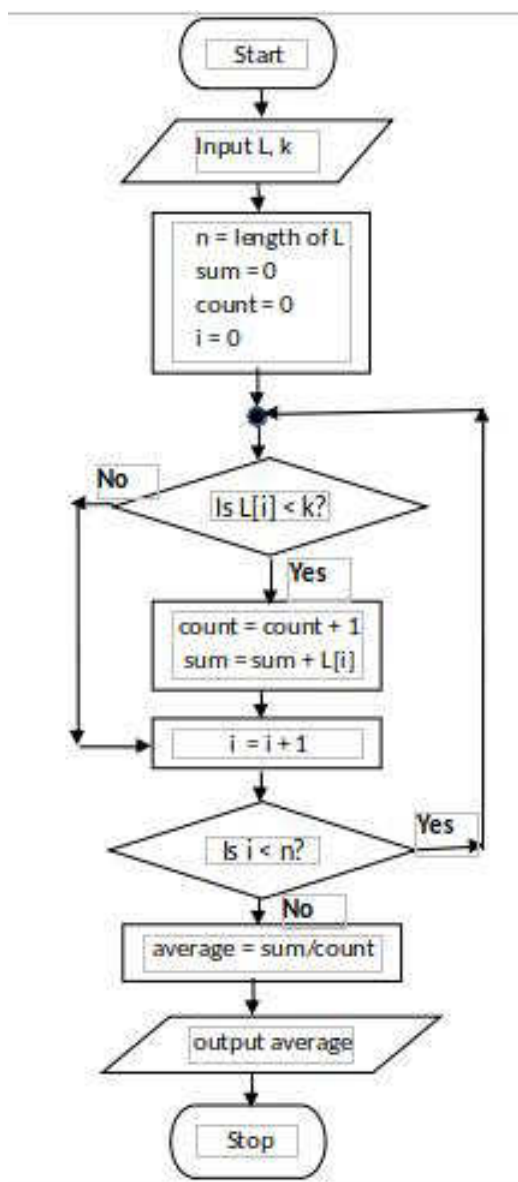 Start
Input L, k
n = length of L
sum = 0
count = 0
i = 0
No
Is L[i] < k?
Yes
count = count + 1
sum = sum + L[i]
i = i + 1
Yes
Is i < n?
No
average = sum/count
output average
Stop